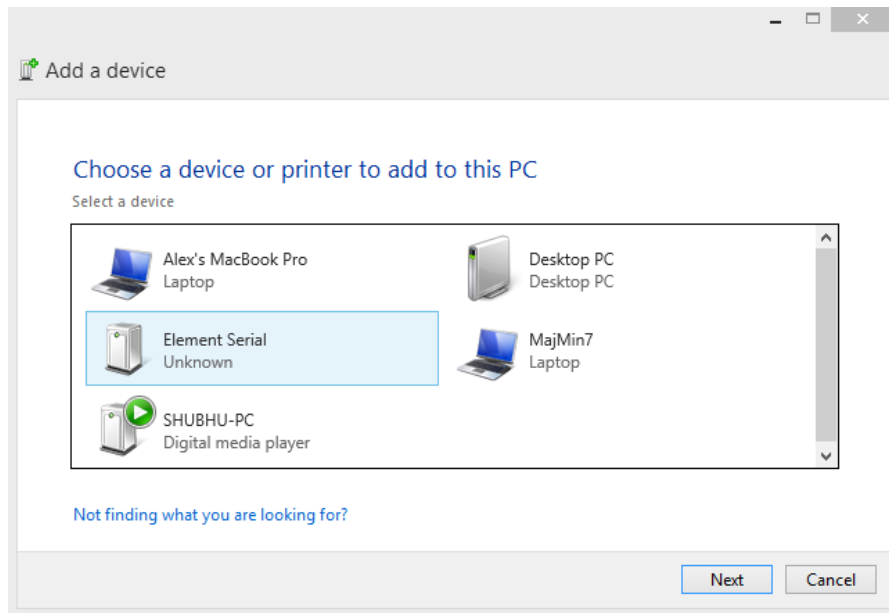 Add a device
Choose a device or printer to add to this PC
Select a device
Alex's MacBook Pro
Laptop
Desktop PC
Desktop PC
Element Serial
Unknown
MajMin7
Laptop
SHUBHU-PC
Digital media player
Not finding what you are looking for?
Next
Cancel